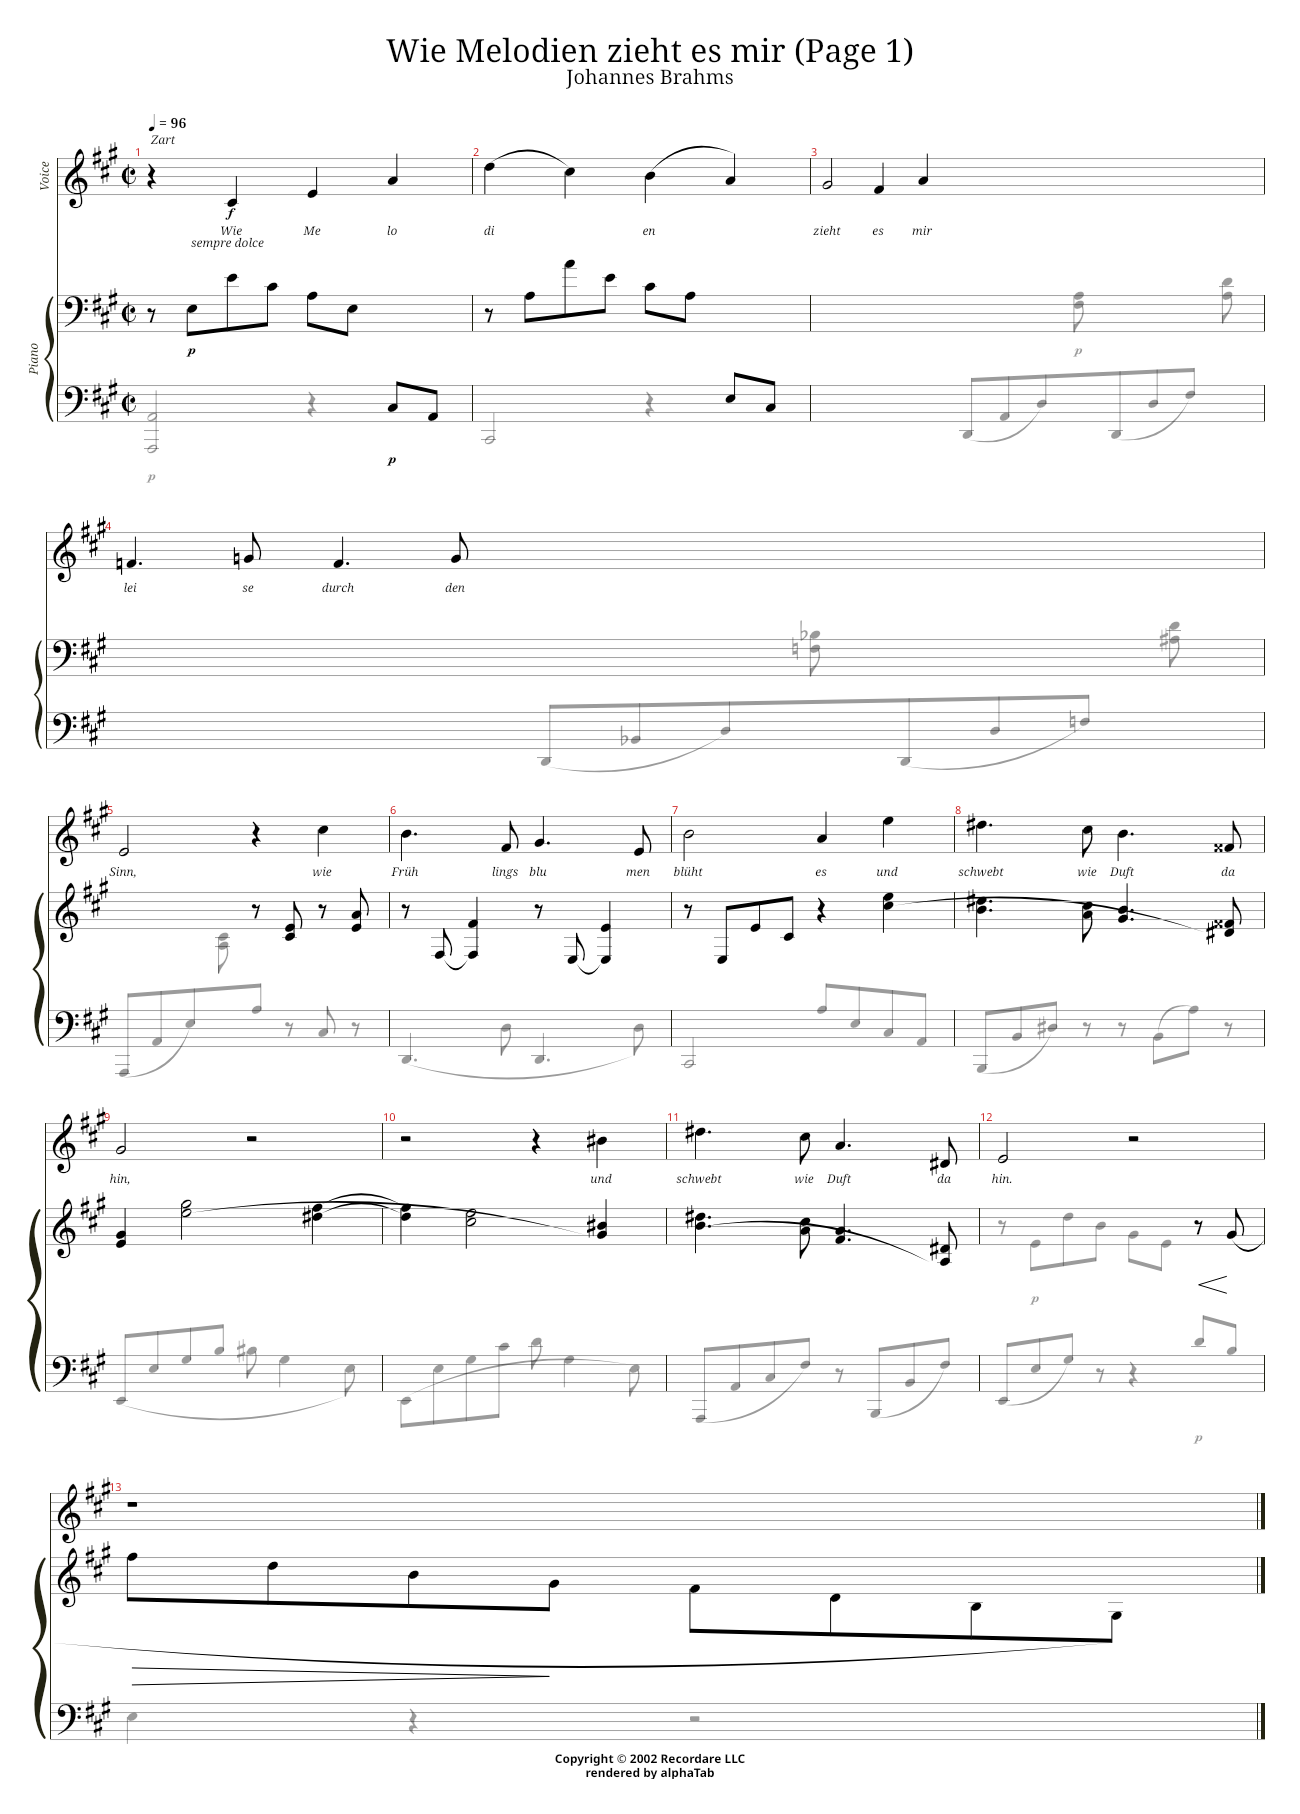 Wie Melodien zieht es mir (Page 1)
Johannes Brahms
= 96
Zart
1 2 3
Voice
f
Wie Me lo di en zieht es mir
sempre dolce
Piano
p p
p
p
4
lei se durch den
5 6 7 8
Sinn, wie Früh lings blu men blüht es und schwebt wie Duft da
9 10 11 12
hin, und schwebt wie Duft da hin.
p
p
13
Copyright © 2002 Recordare LLC
rendered by alphaTab